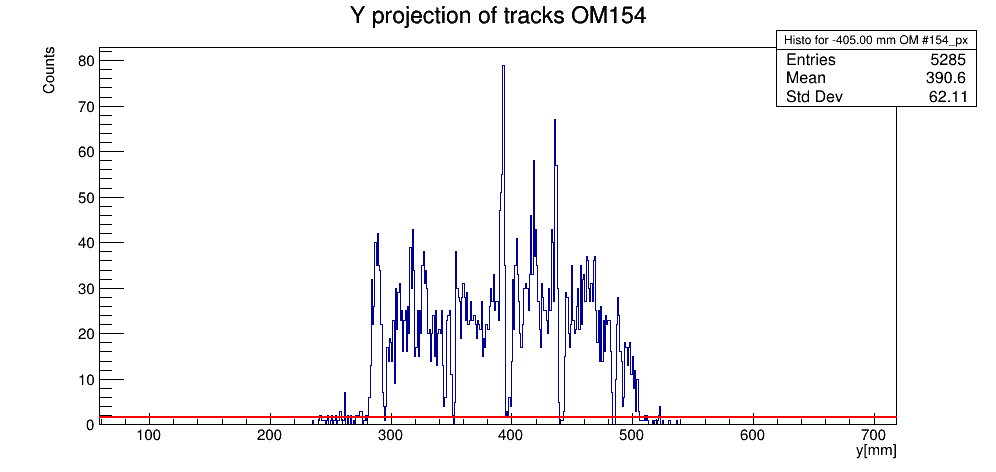 Y projection of tracks OM154
Histo for -405.00 mm OM #154_px
Entries 5285
Mean 390.6
Std Dev 62.11
Counts
80
70
60
50
40
30
20
10
0
100 200 300 400 500 600 700
y[mm]